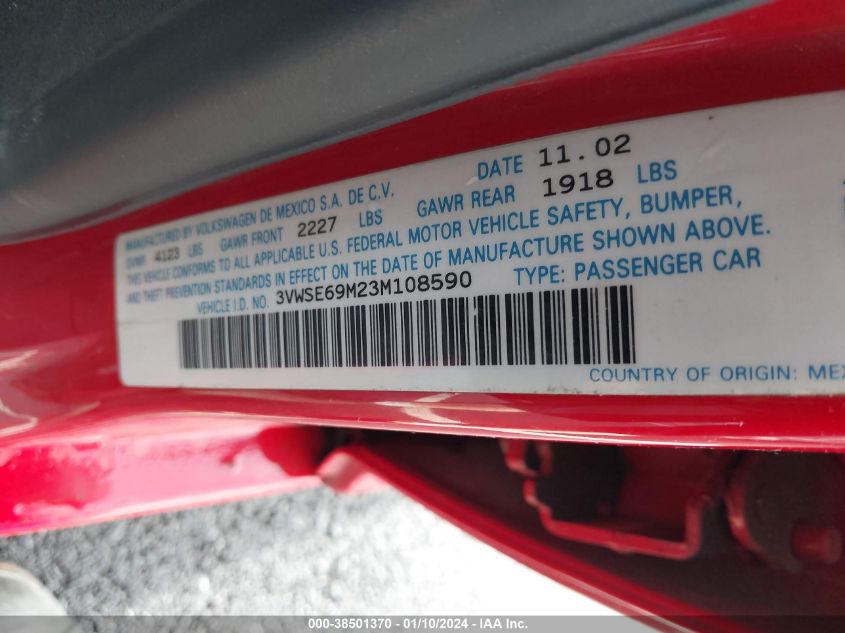 MANUFACTURED BY VOLKSWAGEN DE MEXICO S.A. DE C.V. DATE 11.02
GVWR 4123 LBS GAWR FRONT 2227 LBS GAWR REAR 1918 LBS
THIS VEHICLE CONFORMS TO ALL APPLICABLE U.S. FEDERAL MOTOR VEHICLE SAFETY, BUMPER,
AND THEFT PREVENTION STANDARDS IN EFFECT ON THE DATE OF MANUFACTURE SHOWN ABOVE.
VEHICLE I.D. NO. 3VWSE69M23M108590 TYPE: PASSENGER CAR
COUNTRY OF ORIGIN: MEX
000-38501370 - 01/10/2024 - IAA Inc.